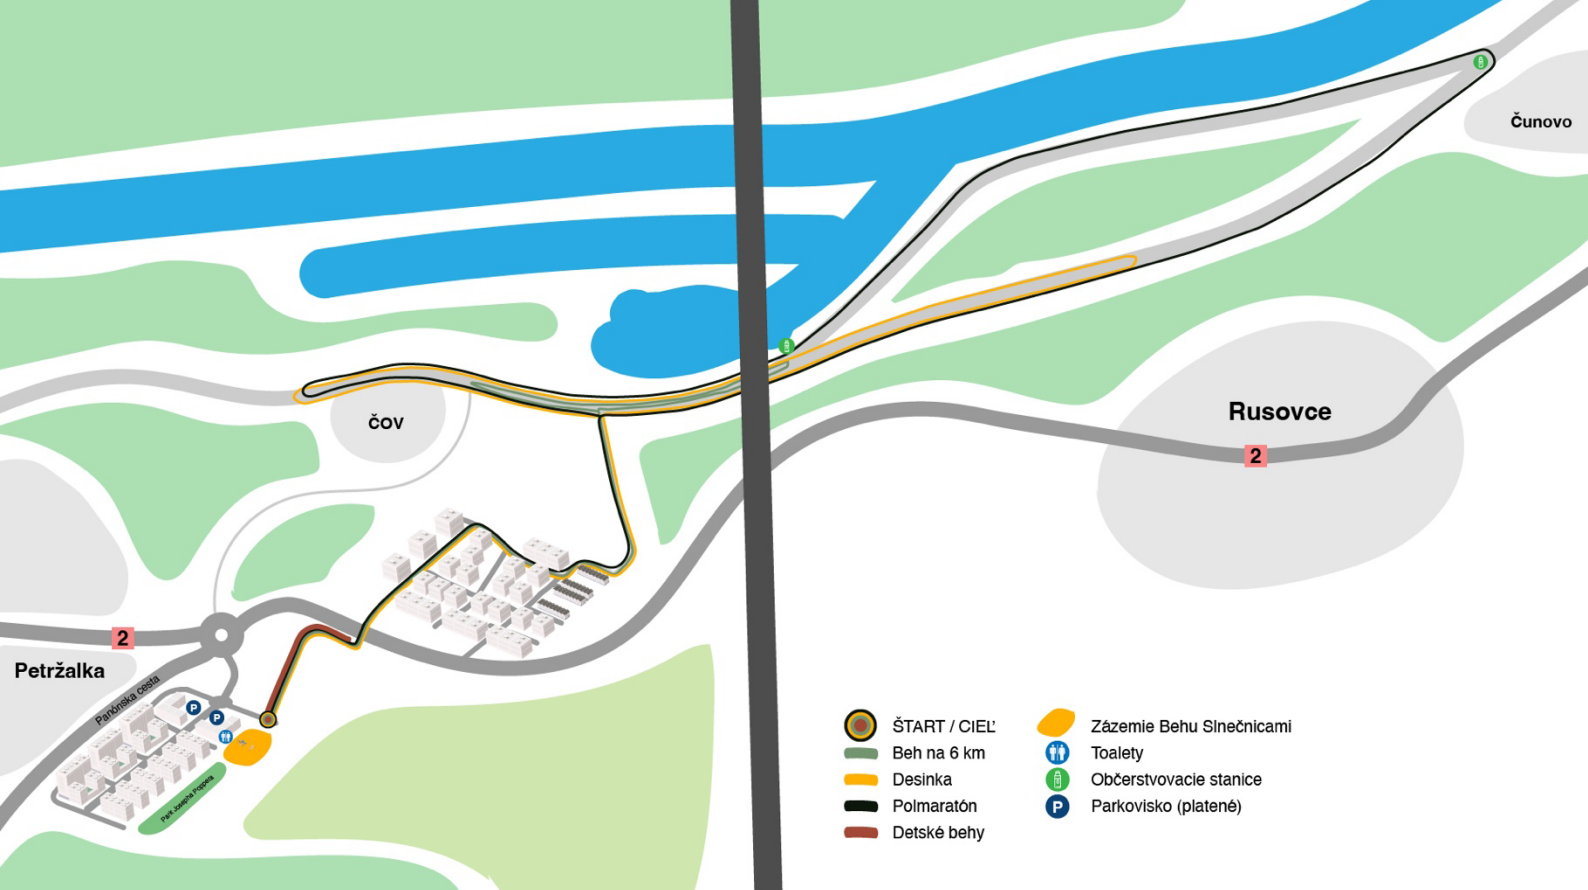 Čunovo
Rusovce
2
ČOV
2
Petržalka
Panónska cesta
P
P
Park Josepha Poppera
ŠTART / CIEĽ
Beh na 6 km
Desinka
Polmaratón
Detské behy
Zázemie Behu Slnečnicami
Toalety
Občerstvovacie stanice
P Parkovisko (platené)